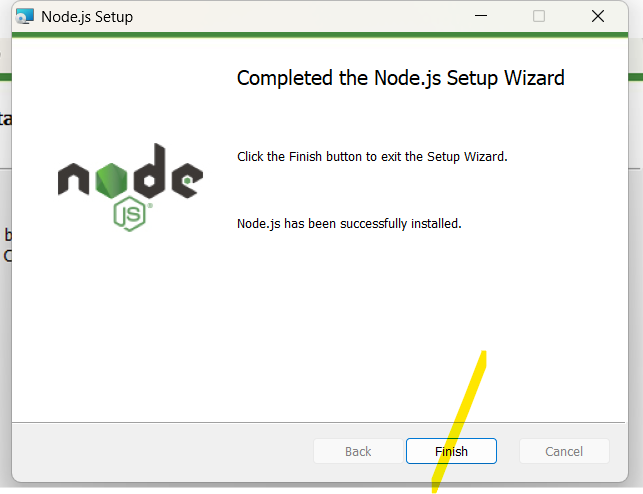 Node.js Setup
Completed the Node.js Setup Wizard
Click the Finish button to exit the Setup Wizard.
node
JS
Node.js has been successfully installed.
Back
Finish
Cancel